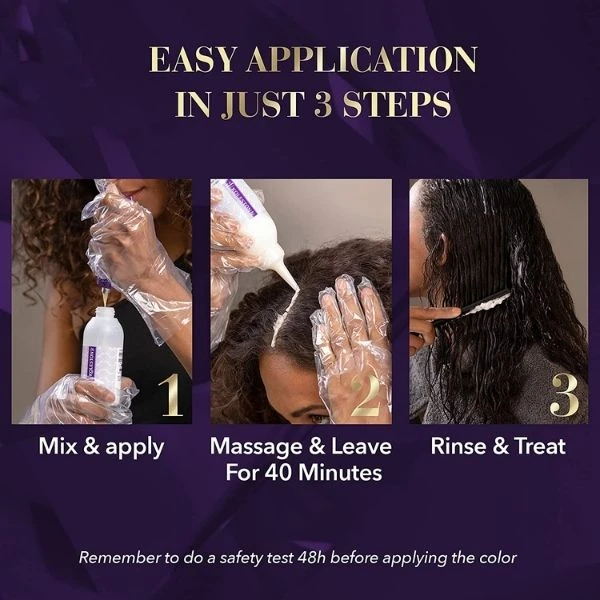 EASY APPLICATION
IN JUST 3 STEPS
1
2
3
Mix & apply
Massage & Leave
For 40 Minutes
Rinse & Treat
Remember to do a safety test 48h before applying the color